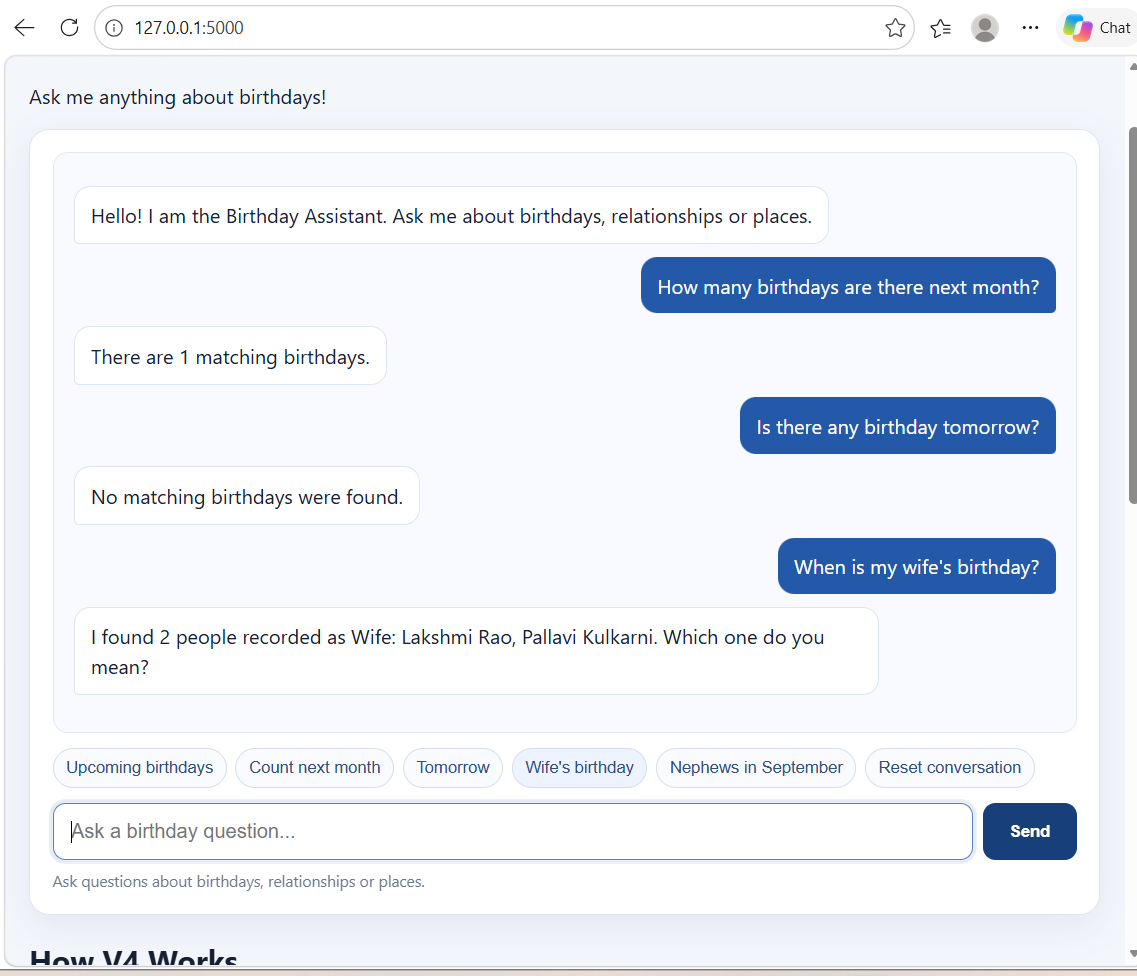 127.0.0.1:5000
Chat
Ask me anything about birthdays!
Hello! I am the Birthday Assistant. Ask me about birthdays, relationships or places.
How many birthdays are there next month?
There are 1 matching birthdays.
Is there any birthday tomorrow?
No matching birthdays were found.
When is my wife's birthday?
I found 2 people recorded as Wife: Lakshmi Rao, Pallavi Kulkarni. Which one do you
mean?
Upcoming birthdays
Count next month
Tomorrow
Wife's birthday
Nephews in September
Reset conversation
Ask a birthday question...
Send
Ask questions about birthdays, relationships or places.
How V4 Works